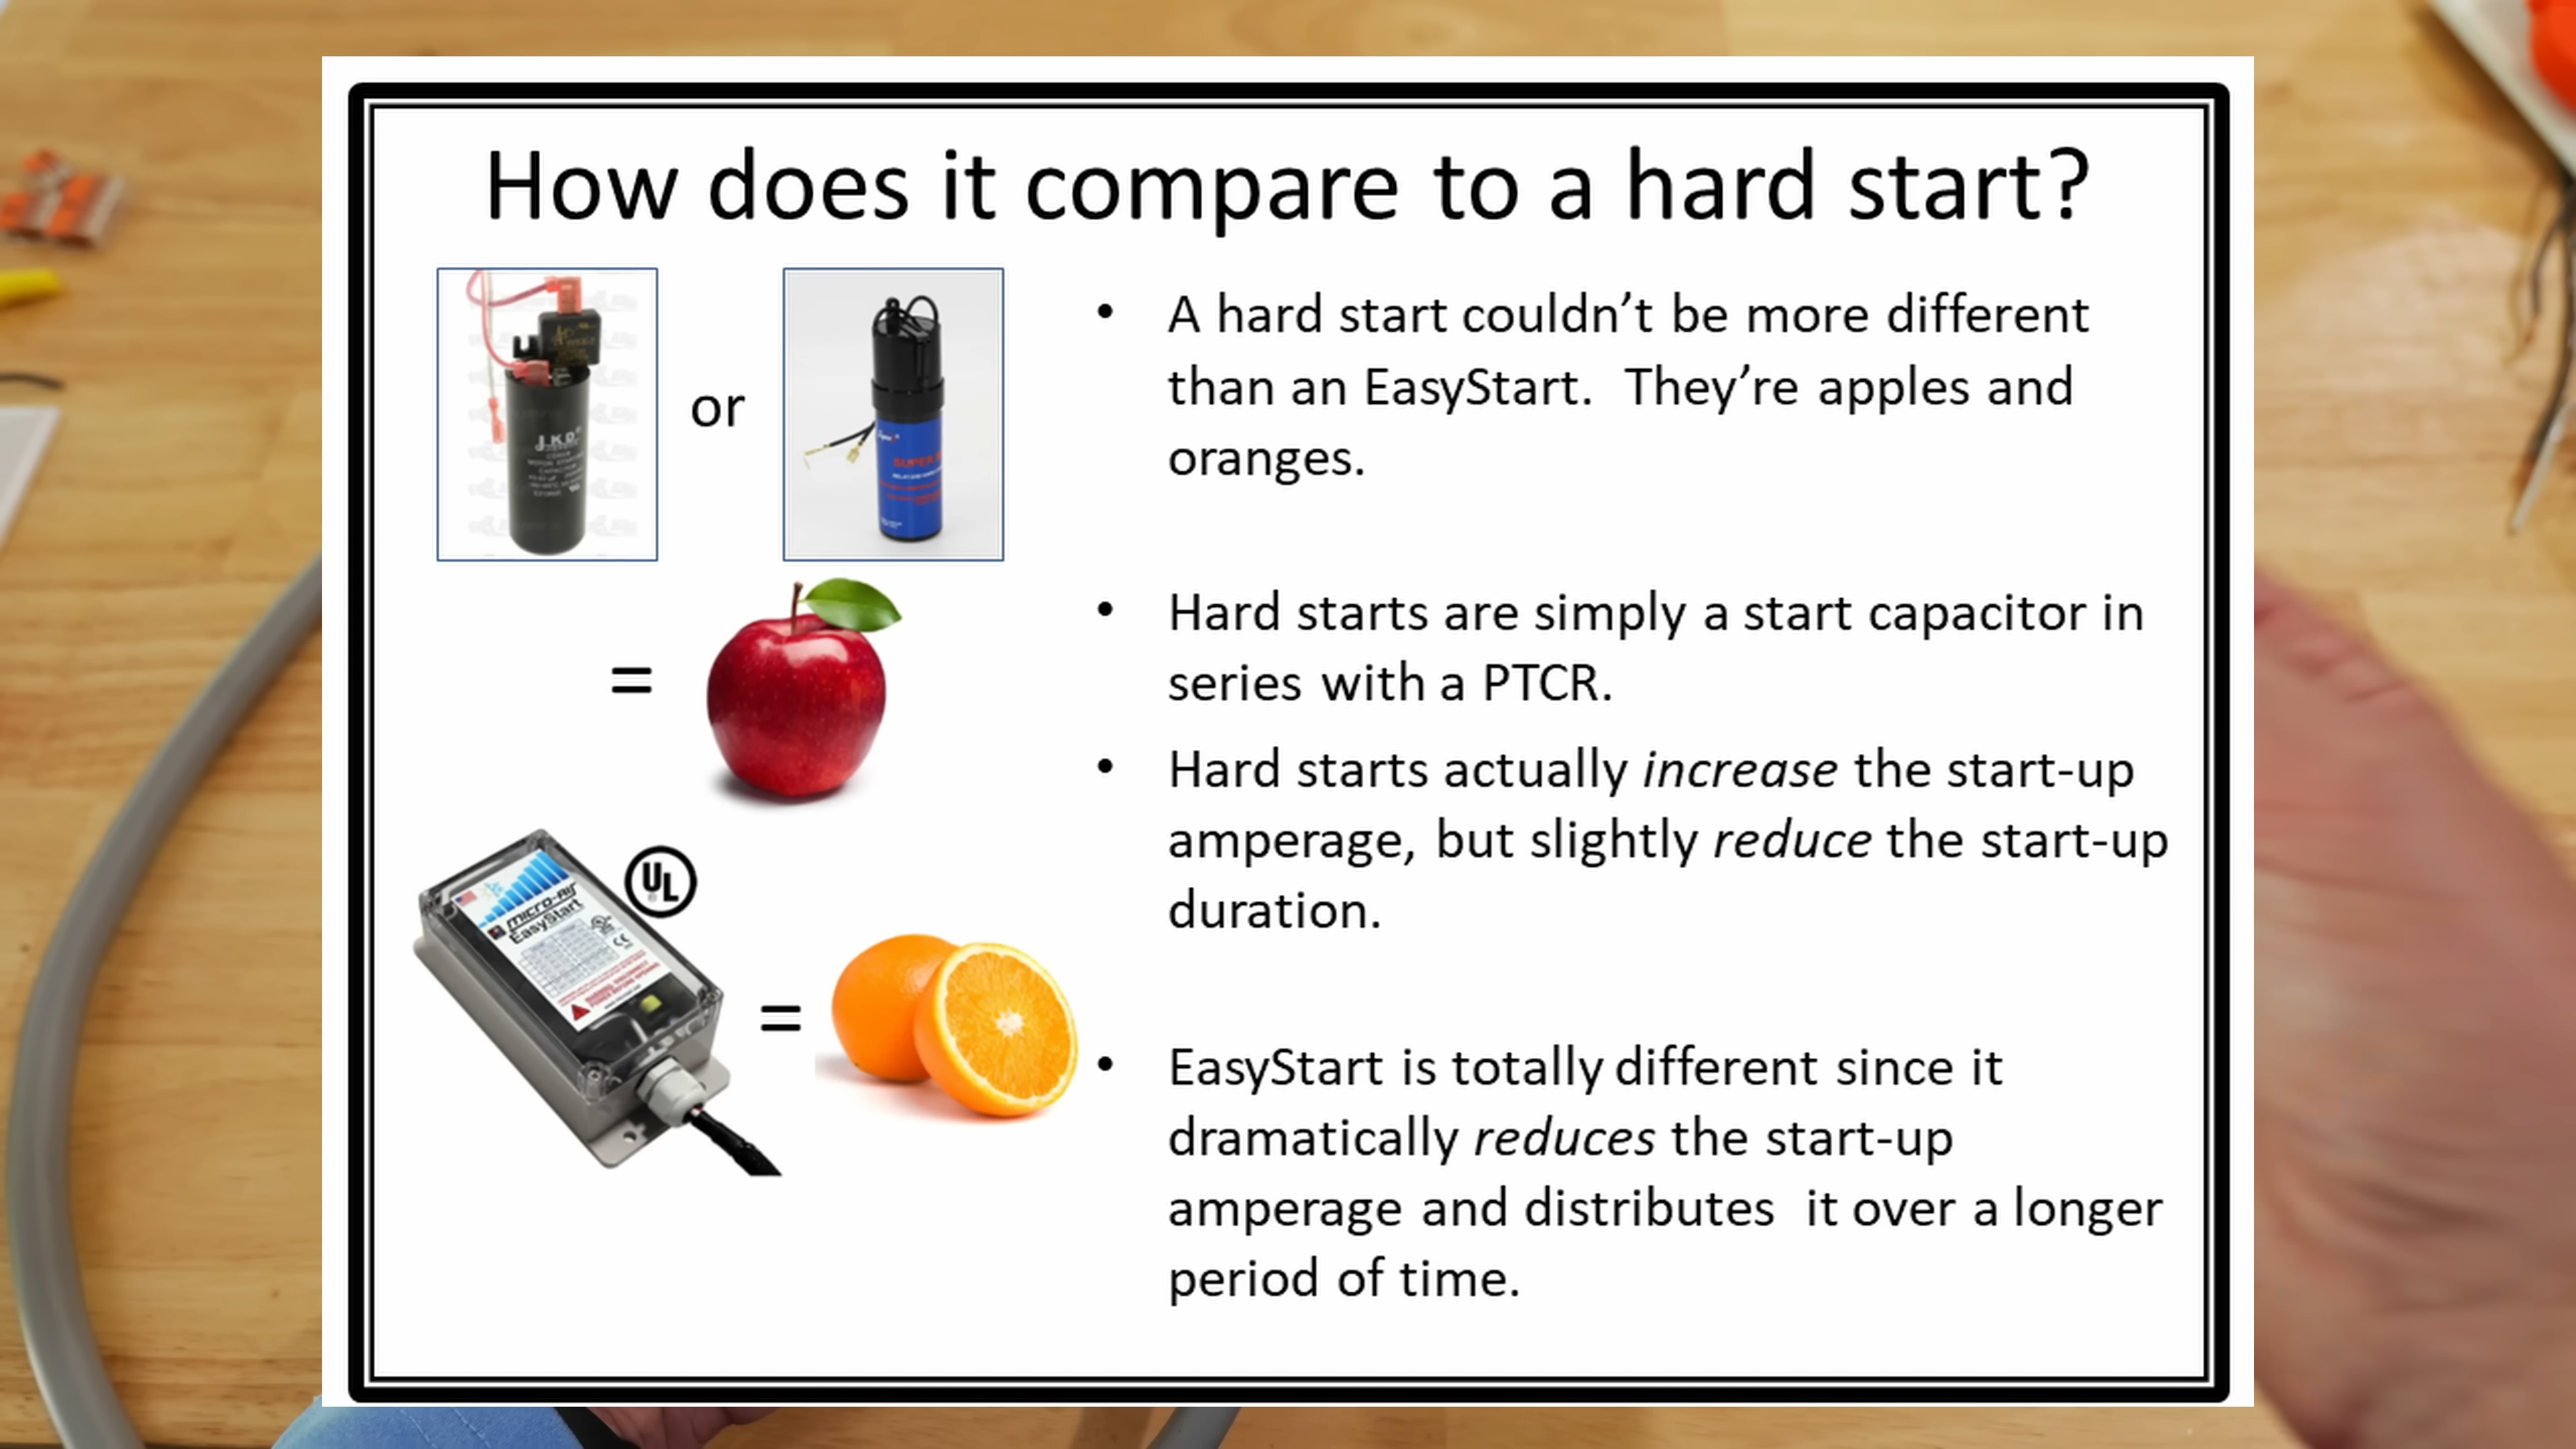 How does it compare to a hard start?
or
J.K.D
SUPER
=
UL
MICRO-AIR
EasyStart
=
• A hard start couldn’t be more different
than an EasyStart.  They’re apples and
oranges.
• Hard starts are simply a start capacitor in
series with a PTCR.
• Hard starts actually increase the start-up
amperage, but slightly reduce the start-up
duration.
• EasyStart is totally different since it
dramatically reduces the start-up
amperage and distributes  it over a longer
period of time.